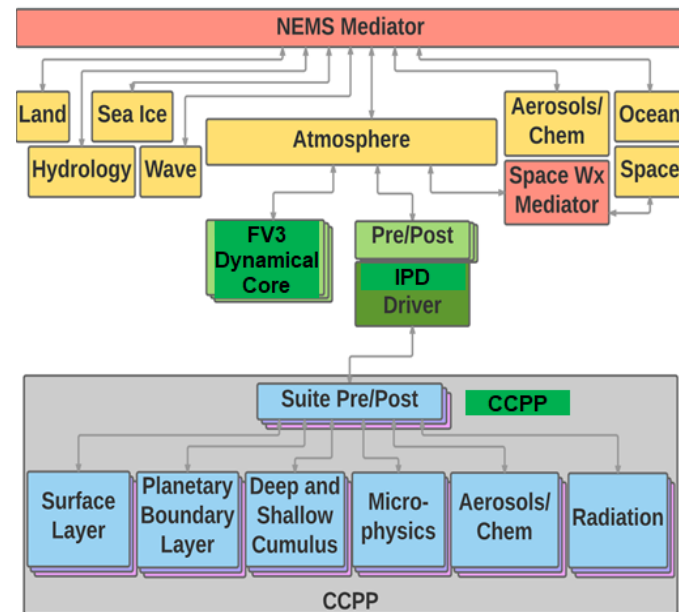 NEMS Mediator
Land
Sea Ice
Hydrology
Wave
Atmosphere
Aerosols/
Chem
Ocean
Space Wx
Mediator
Space
FV3
Dynamical
Core
Pre/Post
IPD
Driver
Suite Pre/Post
CCPP
Surface
Layer
Planetary
Boundary
Layer
Deep and
Shallow
Cumulus
Micro-
physics
Aerosols/
Chem
Radiation
CCPP